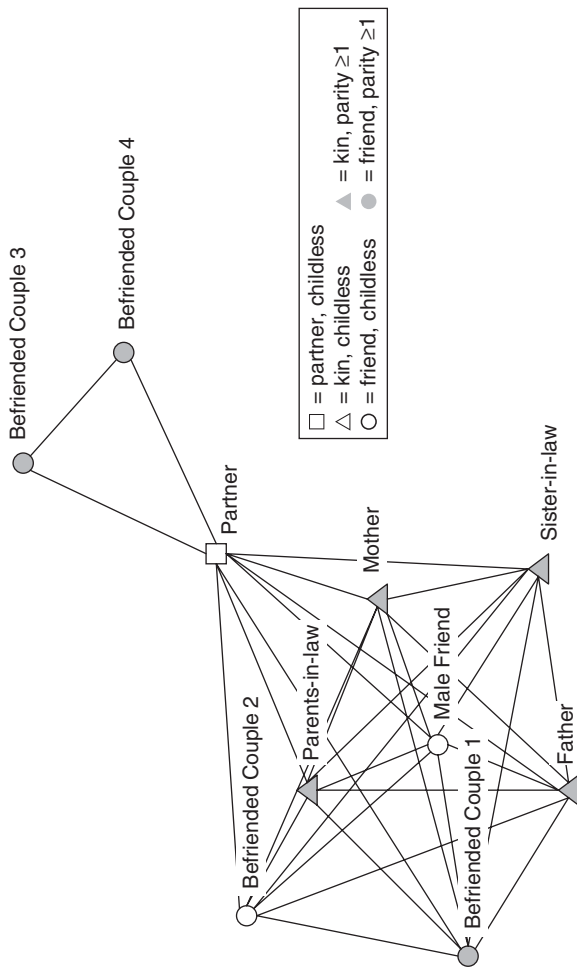 Befriended Couple 3
Befriended Couple 4
Partner
Mother
Sister-in-law
Befriended Couple 2
Parents-in-law
Male Friend
Befriended Couple 1
Father
= partner, childless
= kin, childless
= kin, parity ≥1
= friend, childless
= friend, parity ≥1